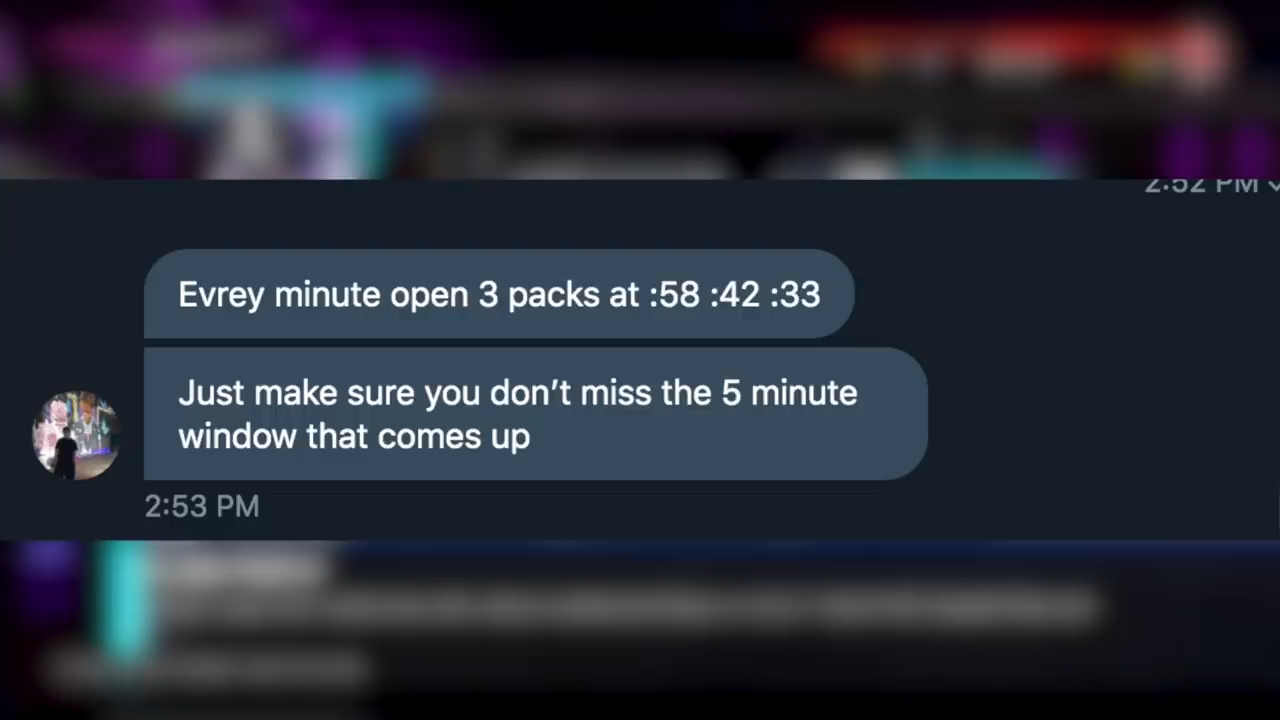 2:52 PM
Evrey minute open 3 packs at :58 :42 :33
Just make sure you don’t miss the 5 minute
window that comes up
2:53 PM